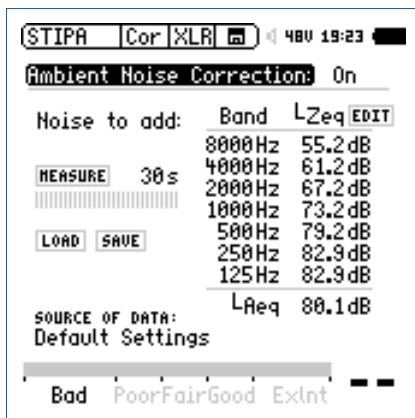 STIPA Cor XLR 48V 19:23
Ambient Noise Correction: On
Noise to add: Band LZeq EDIT
8000Hz 55.2dB
4000Hz 61.2dB
MEASURE 30s 2000Hz 67.2dB
1000Hz 73.2dB
LOAD SAVE 500Hz 79.2dB
250Hz 82.9dB
125Hz 82.9dB
LAeq 80.1dB
SOURCE OF DATA:
Default Settings
Bad Poor Fair Good Exlnt --